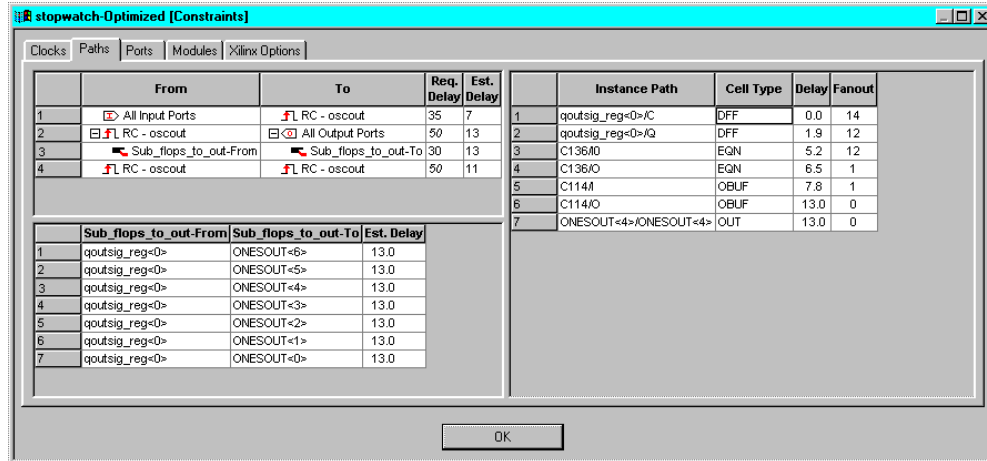 stopwatch-Optimized [Constraints]
Clocks Paths Ports Modules Xilinx Options
From To Req. Delay Est. Delay
1 All Input Ports RC - oscout 35 7
2 RC - oscout All Output Ports 50 13
3 Sub_flops_to_out-From Sub_flops_to_out-To 30 13
4 RC - oscout RC - oscout 50 11
Sub_flops_to_out-From Sub_flops_to_out-To Est. Delay
1 qoutsig_reg<0> ONESOUT<6> 13.0
2 qoutsig_reg<0> ONESOUT<5> 13.0
3 qoutsig_reg<0> ONESOUT<4> 13.0
4 qoutsig_reg<0> ONESOUT<3> 13.0
5 qoutsig_reg<0> ONESOUT<2> 13.0
6 qoutsig_reg<0> ONESOUT<1> 13.0
7 qoutsig_reg<0> ONESOUT<0> 13.0
Instance Path Cell Type Delay Fanout
1 qoutsig_reg<0>/C DFF 0.0 14
2 qoutsig_reg<0>/Q DFF 1.9 12
3 C136/I0 EQN 5.2 12
4 C136/O EQN 6.5 1
5 C114/I OBUF 7.8 1
6 C114/O OBUF 13.0 0
7 ONESOUT<4>/ONESOUT<4> OUT 13.0 0
OK